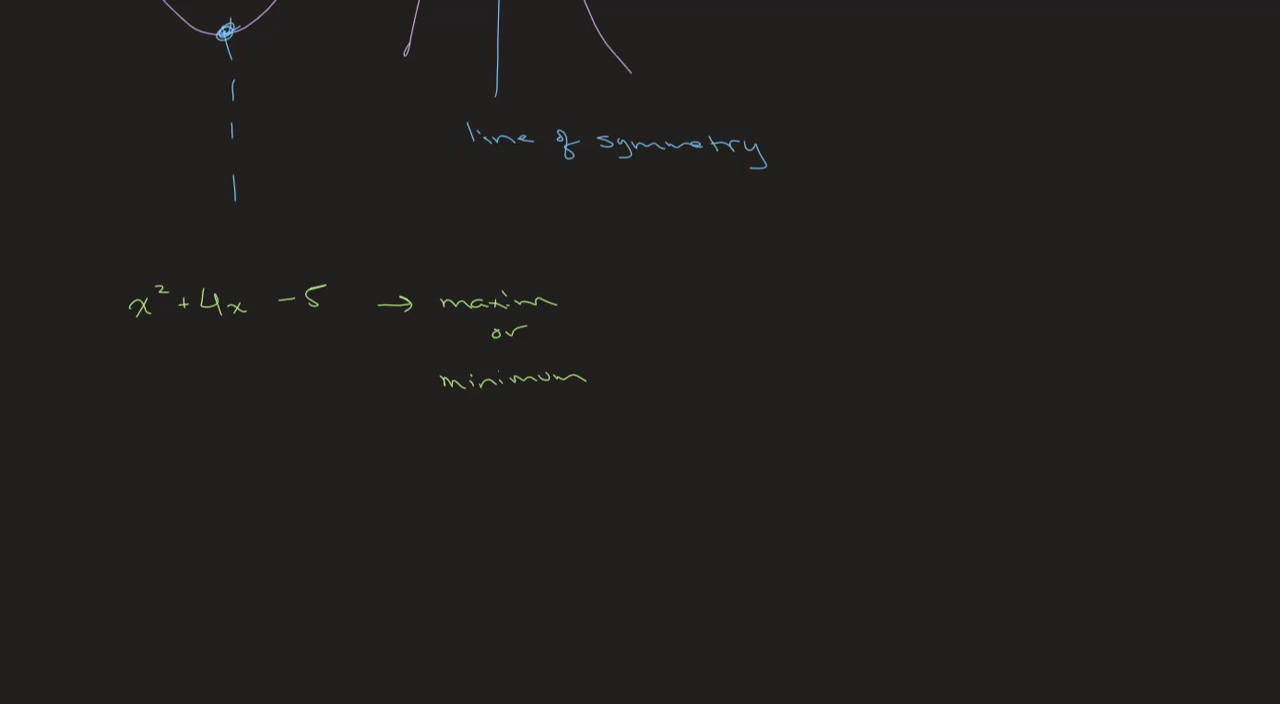 line of symmetry
x² + 4x - 5 → maxim
or
minimum